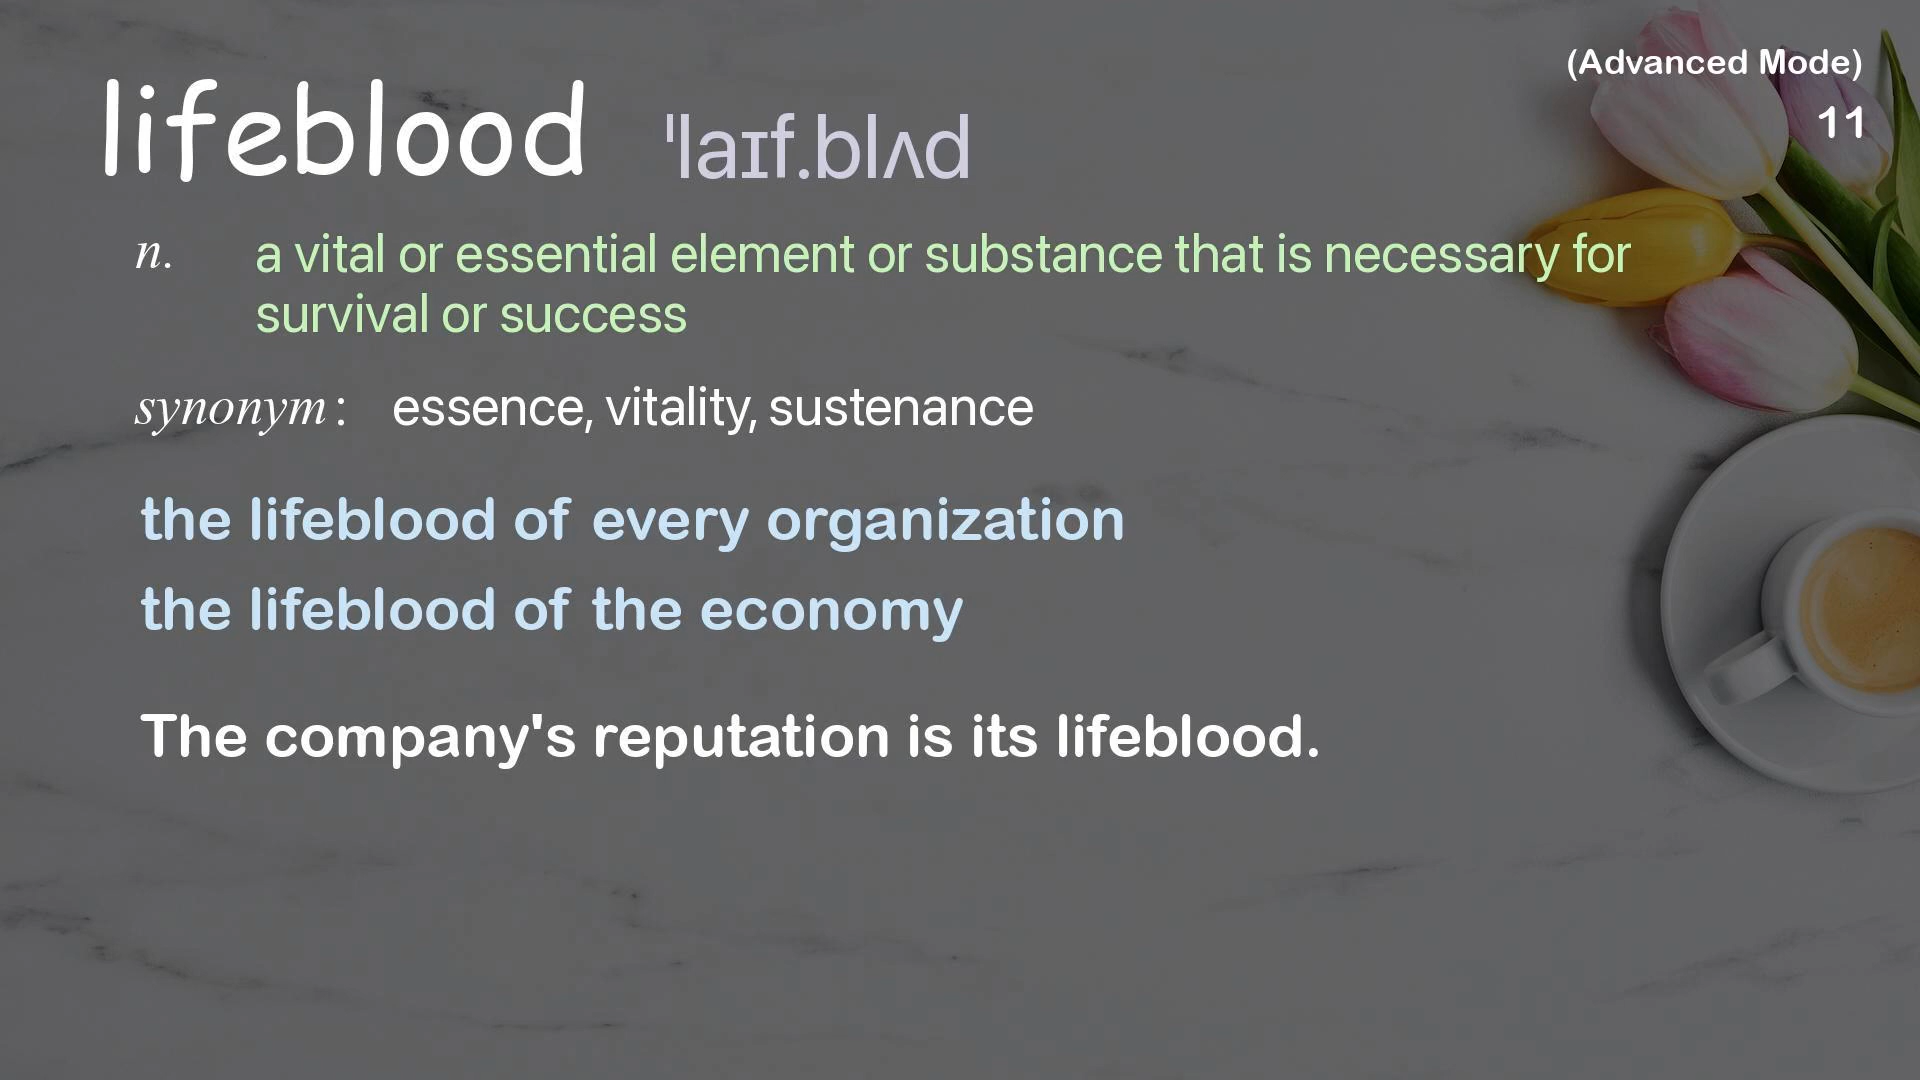 (Advanced Mode)
11
lifeblood ˈlaɪf.blʌd
n. a vital or essential element or substance that is necessary for
survival or success
synonym: essence, vitality, sustenance
the lifeblood of every organization
the lifeblood of the economy
The company's reputation is its lifeblood.